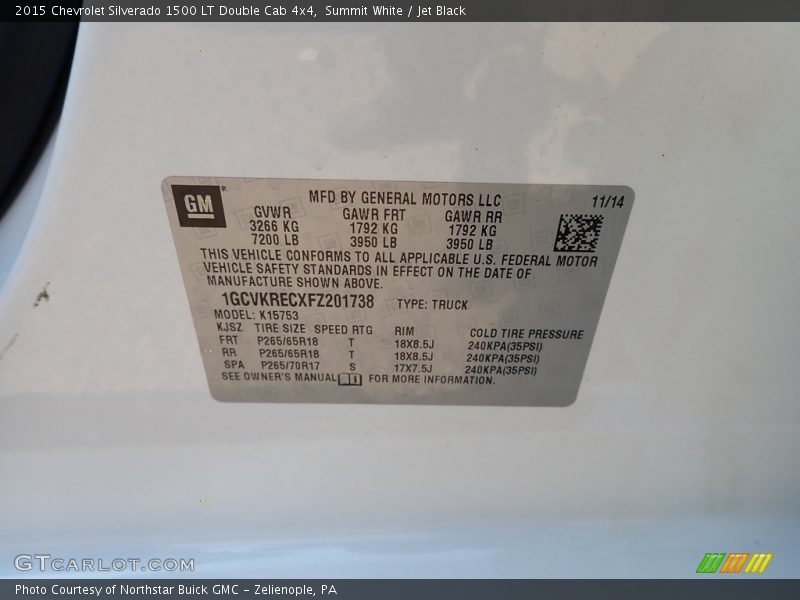 2015 Chevrolet Silverado 1500 LT Double Cab 4x4, Summit White / Jet Black
GM
MFD BY GENERAL MOTORS LLC 11/14
GVWR GAWR FRT GAWR RR
3266 KG 1792 KG 1792 KG
7200 LB 3950 LB 3950 LB
THIS VEHICLE CONFORMS TO ALL APPLICABLE U.S. FEDERAL MOTOR
VEHICLE SAFETY STANDARDS IN EFFECT ON THE DATE OF
MANUFACTURE SHOWN ABOVE.
1GCVKRECXFZ201738 TYPE: TRUCK
MODEL: K15753
KJSZ TIRE SIZE SPEED RTG RIM COLD TIRE PRESSURE
FRT P265/65R18 T 18X8.5J 240KPA(35PSI)
RR P265/65R18 T 18X8.5J 240KPA(35PSI)
SPA P265/70R17 S 17X7.5J 240KPA(35PSI)
SEE OWNER'S MANUAL FOR MORE INFORMATION.
GTCARLOT.COM
Photo Courtesy of Northstar Buick GMC - Zelienople, PA